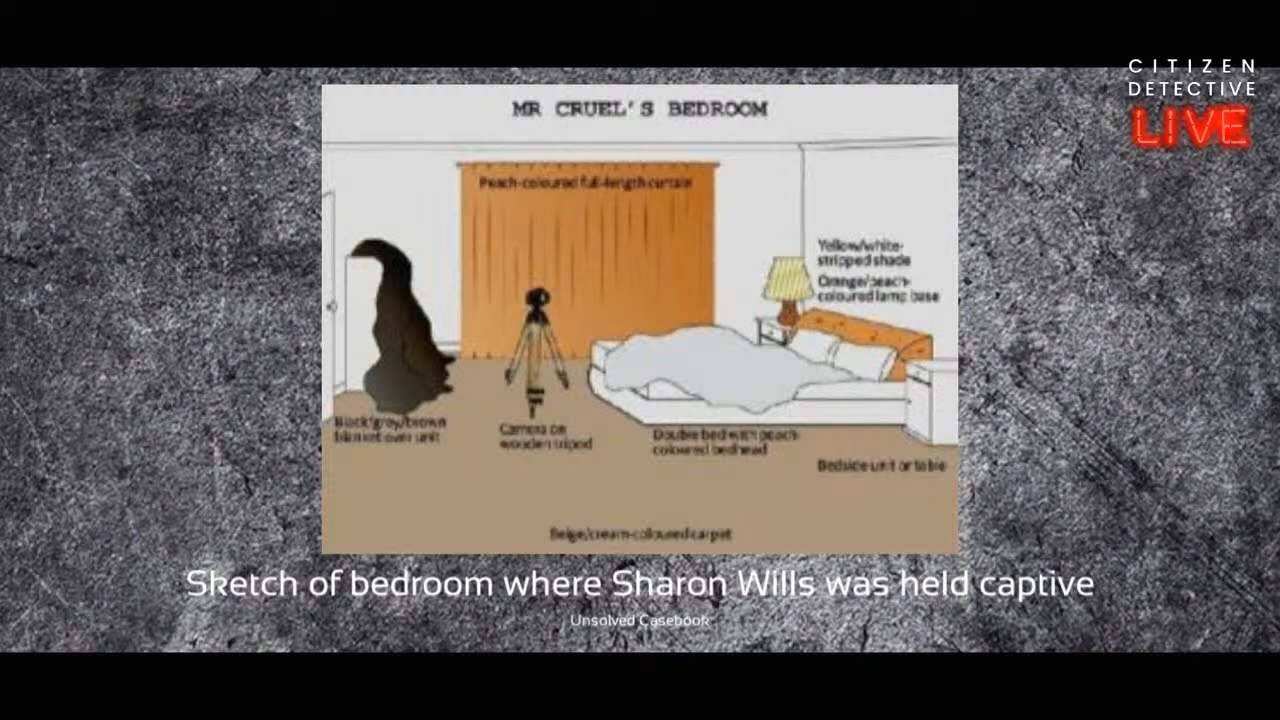 CITIZEN
DETECTIVE
LIVE
MR CRUEL'S BEDROOM
Peach-coloured full-length curtain
Yellow/white-
stripped shade
Orange/peach-
coloured lamp base
Black/grey/brown
blanket over unit
Camera on
wooden tripod
Double bed with peach-
coloured bedhead
Bedside unit or table
Beige/cream-coloured carpet
Sketch of bedroom where Sharon Wills was held captive
Unsolved Casebook